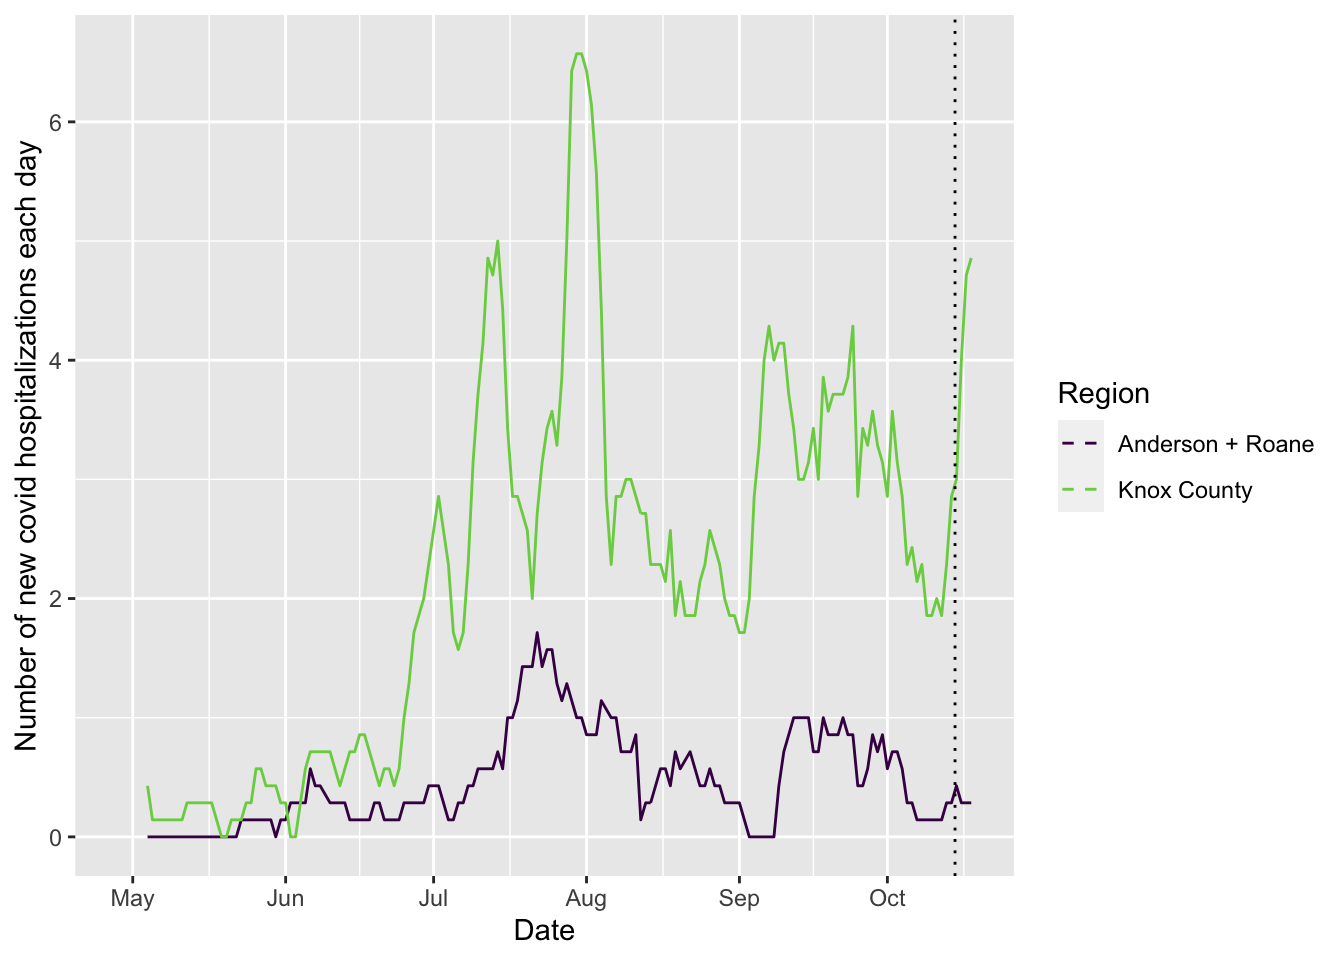 Number of new covid hospitalizations each day
6
4
2
0
May Jun Jul Aug Sep Oct
Date
Region
Anderson + Roane
Knox County